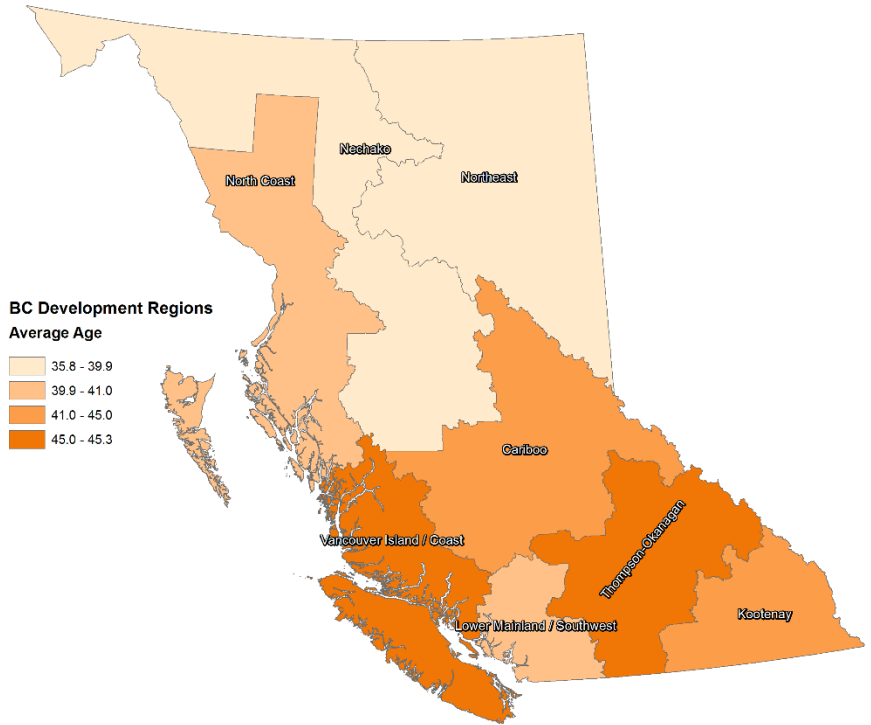 Nechako
Northeast
North Coast
BC Development Regions
Average Age
35.8 - 39.9
39.9 - 41.0
41.0 - 45.0
45.0 - 45.3
Cariboo
Vancouver Island / Coast
Thompson-Okanagan
Lower Mainland / Southwest
Kootenay